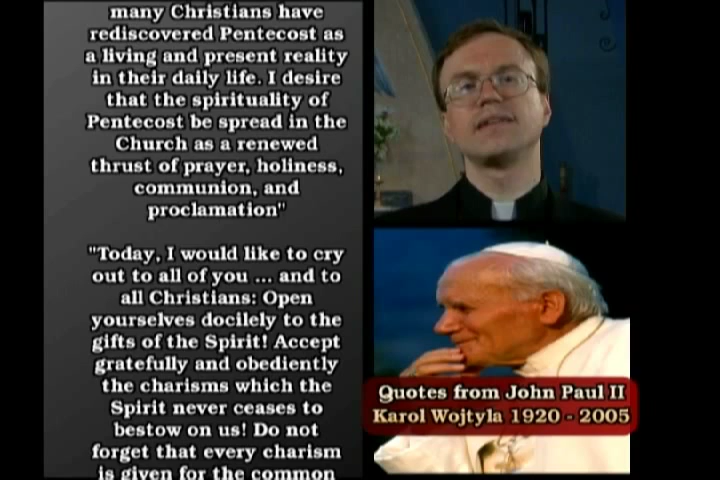 many Christians have
rediscovered Pentecost as
a living and present reality
in their daily life. I desire
that the spirituality of
Pentecost be spread in the
Church as a renewed
thrust of prayer, holiness,
communion, and
proclamation"
"Today, I would like to cry
out to all of you ... and to
all Christians: Open
yourselves docilely to the
gifts of the Spirit! Accept
gratefully and obediently
the charisms which the
Spirit never ceases to
bestow on us! Do not
forget that every charism
is given for the common
Quotes from John Paul II
Karol Wojtyla 1920 - 2005